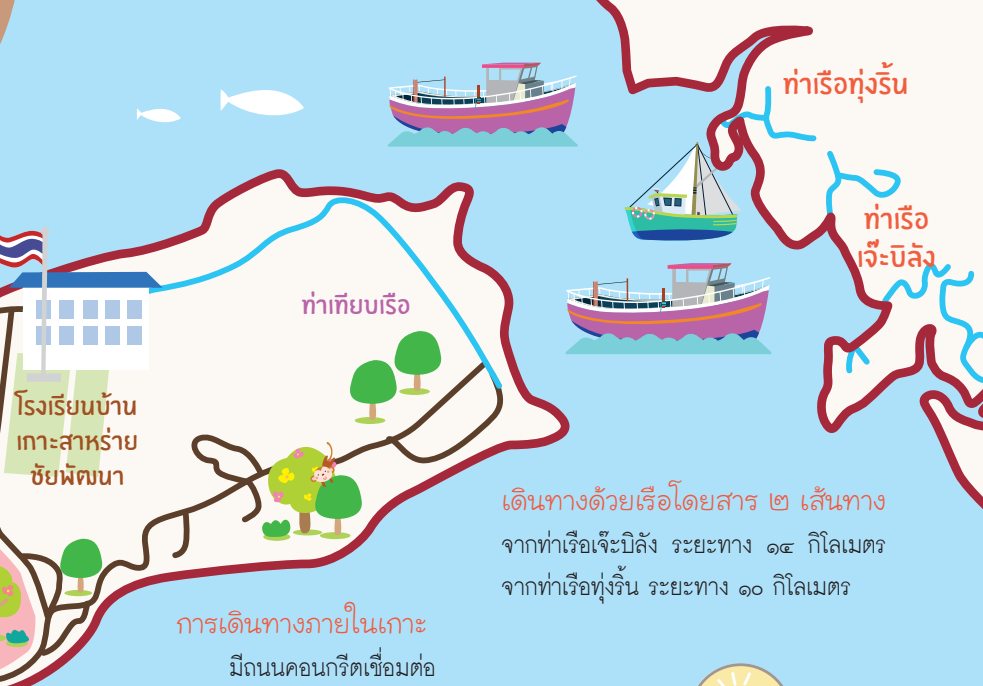 ท่าเรือทุ่งริ้น
ท่าเรือ
เจ๊ะบิลัง
ท่าเทียบเรือ
โรงเรียนบ้าน
เกาะสาหร่าย
ชัยพัฒนา
เดินทางด้วยเรือโดยสาร ๒ เส้นทาง
จากท่าเรือเจ๊ะบิลัง ระยะทาง ๑๔ กิโลเมตร
จากท่าเรือทุ่งริ้น ระยะทาง ๑๐ กิโลเมตร
การเดินทางภายในเกาะ
มีถนนคอนกรีตเชื่อมต่อ